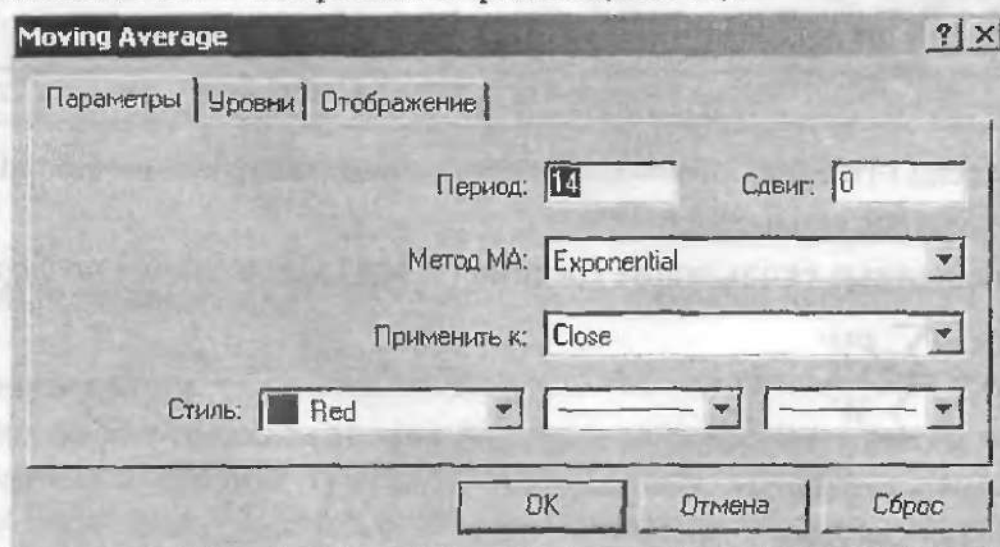 Moving Average
Параметры Уровни Отображение
Период: 14 Сдвиг: 0
Метод МА: Exponential
Применить к: Close
Стиль: Red
OK Отмена Сброс